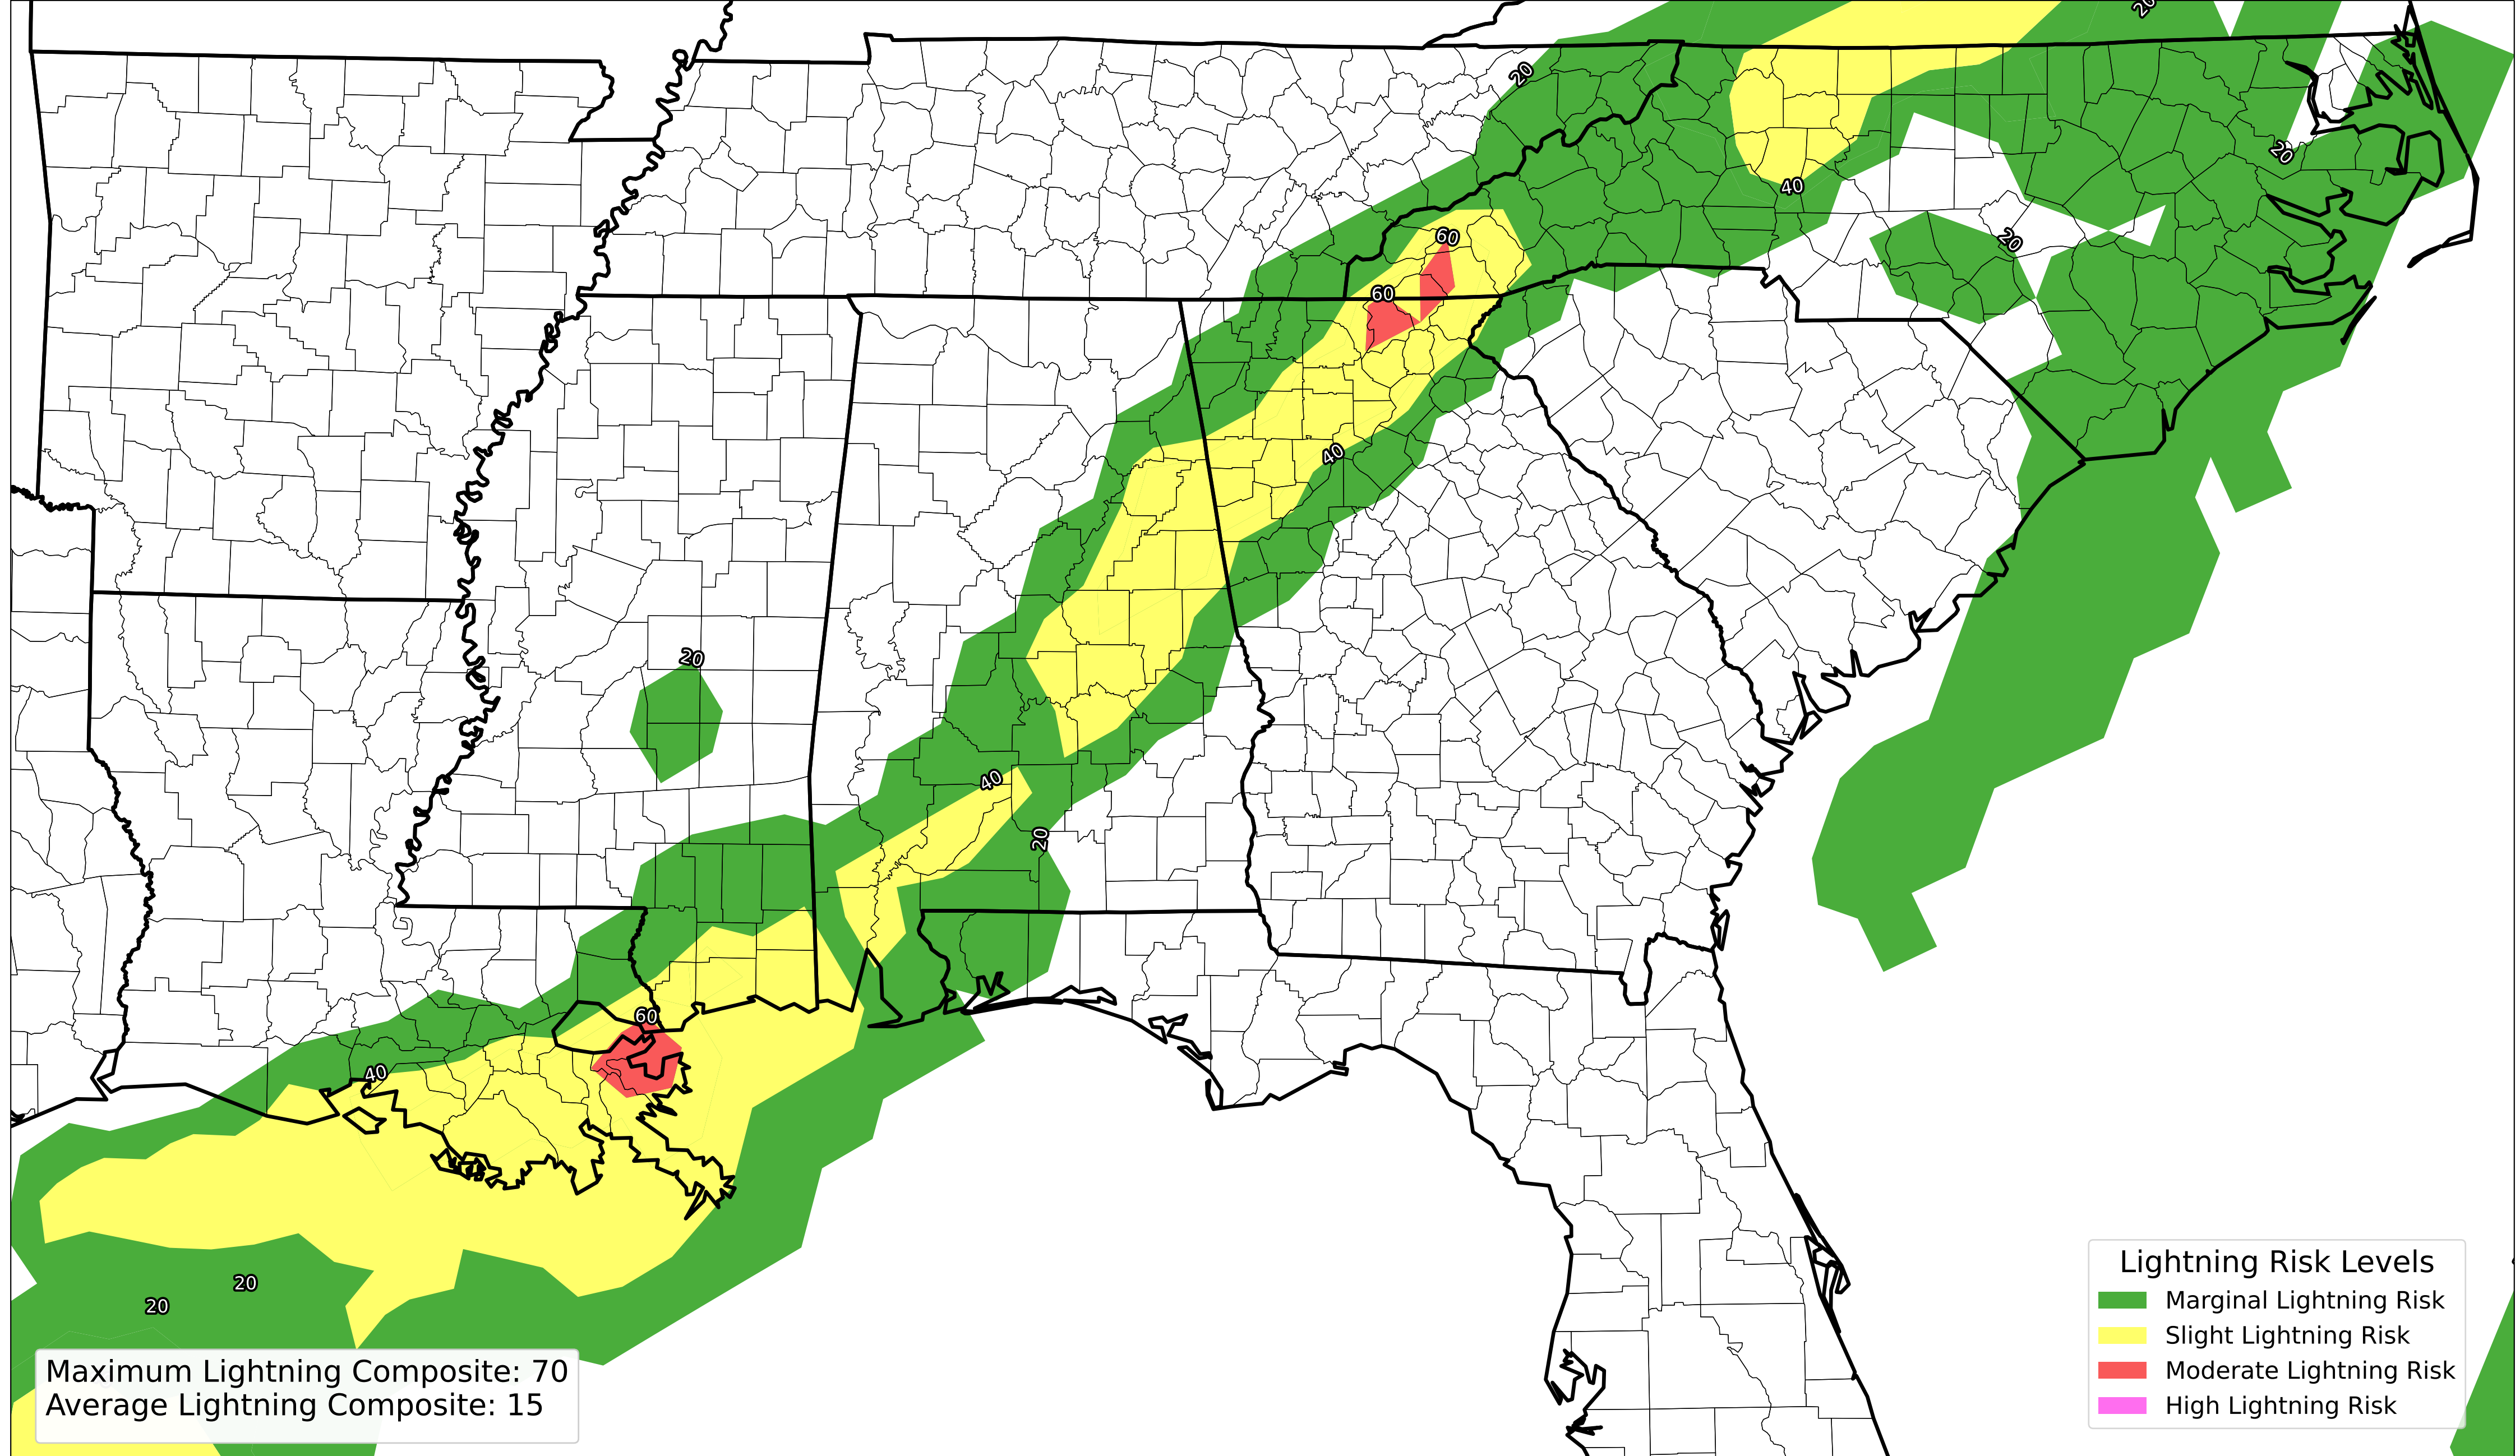 20
20
20
40
60
20
60
40
20
40
20
60
40
20
20
Maximum Lightning Composite: 70
Average Lightning Composite: 15
Lightning Risk Levels
Marginal Lightning Risk
Slight Lightning Risk
Moderate Lightning Risk
High Lightning Risk